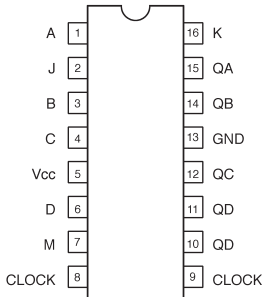 A 1 16 K
J 2 15 QA
B 3 14 QB
C 4 13 GND
Vcc 5 12 QC
D 6 11 QD
M 7 10 QD
CLOCK 8 9 CLOCK